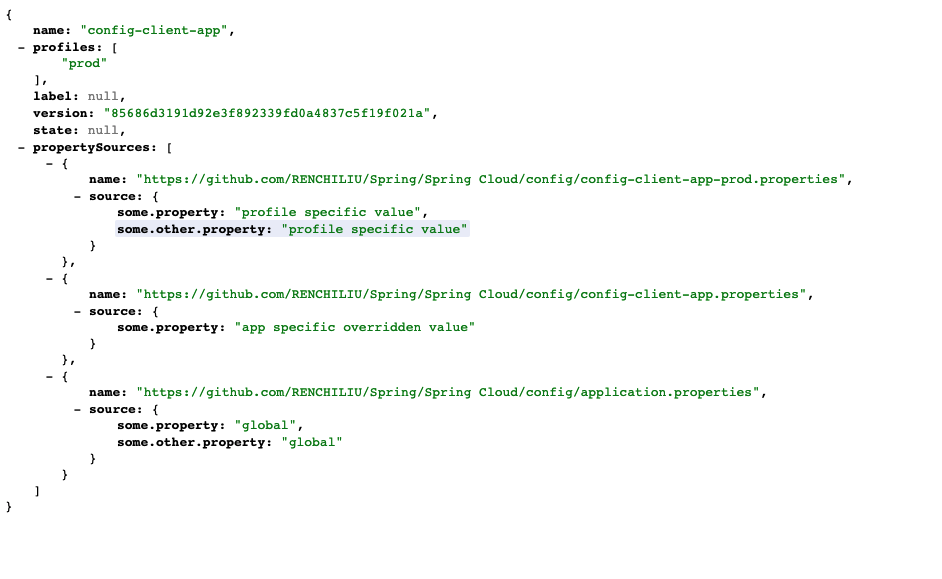 {
name: "config-client-app",
– profiles: [
"prod"
],
label: null,
version: "85686d3191d92e3f892339fd0a4837c5f19f021a",
state: null,
– propertySources: [
– {
name: "https://github.com/RENCHILIU/Spring/Spring Cloud/config/config-client-app-prod.properties",
– source: {
some.property: "profile specific value",
some.other.property: "profile specific value"
}
},
– {
name: "https://github.com/RENCHILIU/Spring/Spring Cloud/config/config-client-app.properties",
– source: {
some.property: "app specific overridden value"
}
},
– {
name: "https://github.com/RENCHILIU/Spring/Spring Cloud/config/application.properties",
– source: {
some.property: "global",
some.other.property: "global"
}
}
]
}